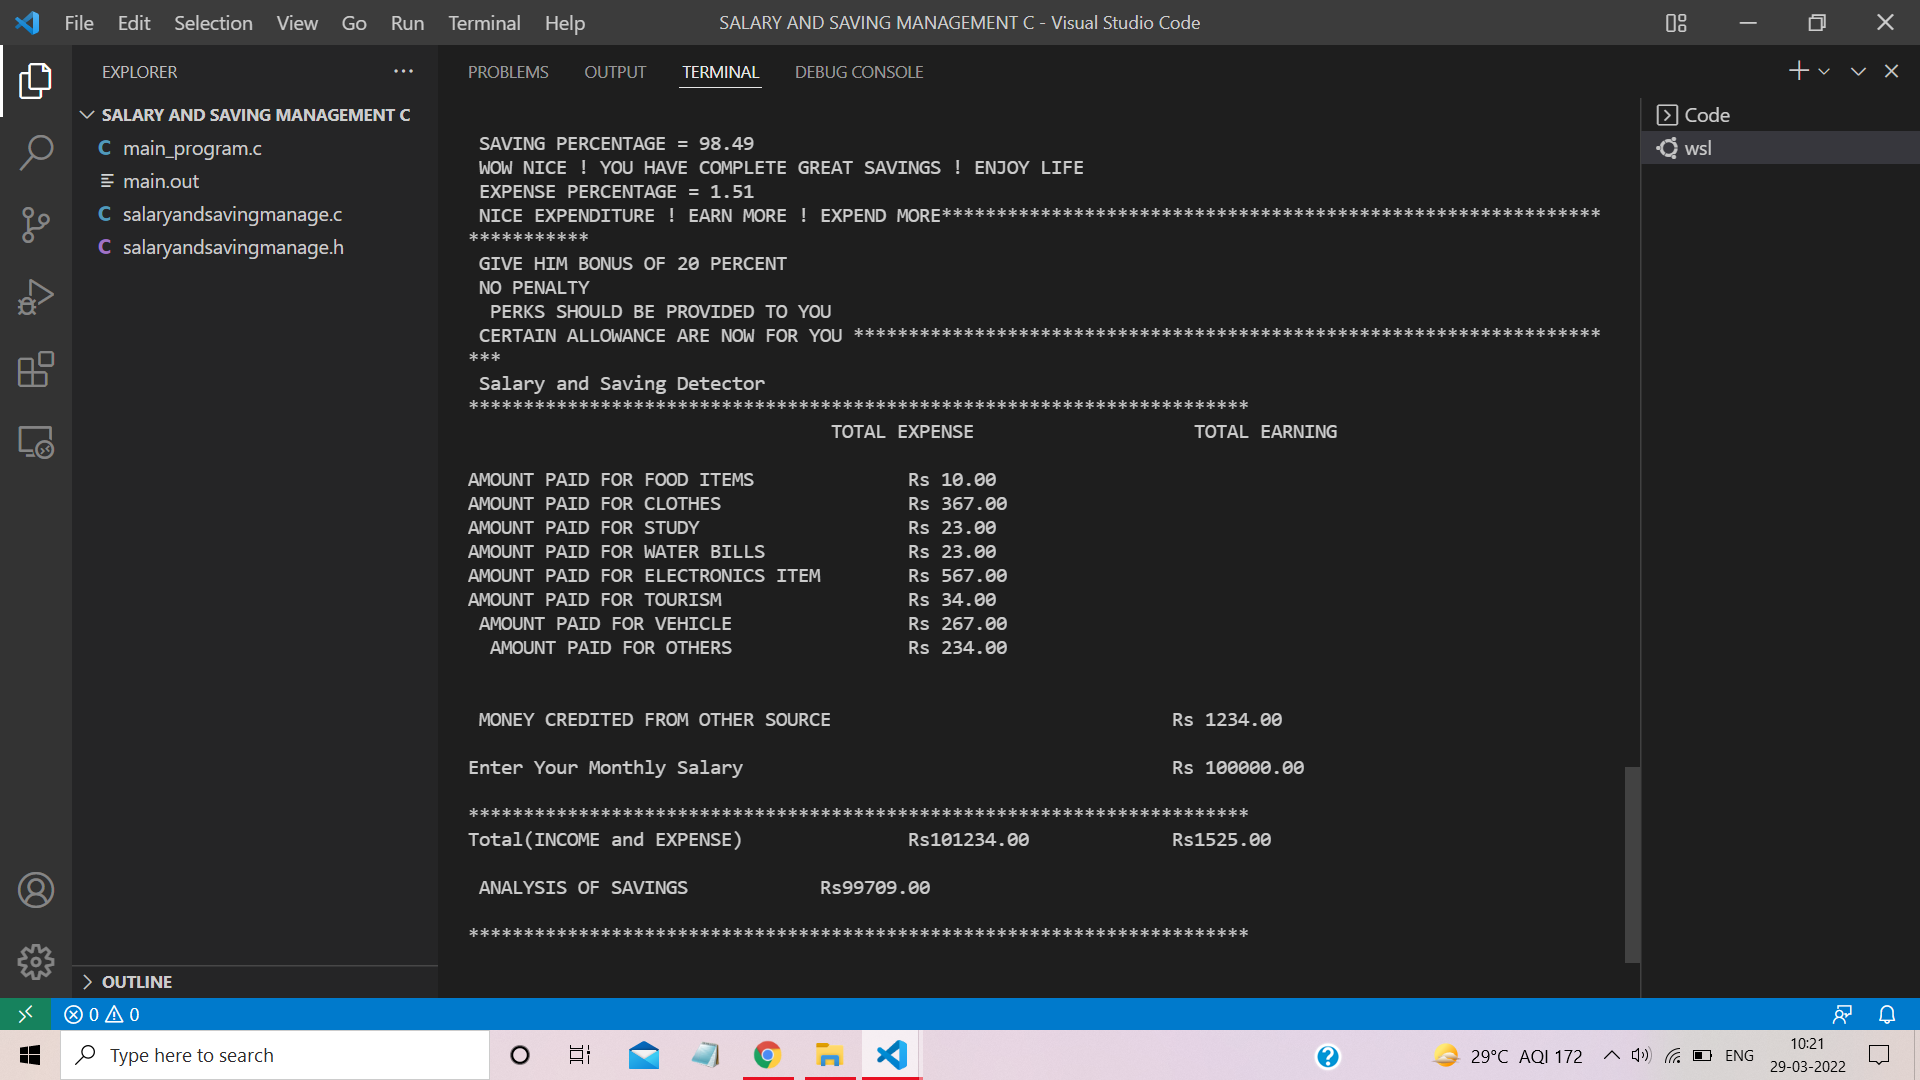 File Edit Selection View Go Run Terminal Help
SALARY AND SAVING MANAGEMENT C - Visual Studio Code
EXPLORER
SALARY AND SAVING MANAGEMENT C
C main_program.c
main.out
C salaryandsavingmanage.c
C salaryandsavingmanage.h
OUTLINE
PROBLEMS OUTPUT TERMINAL DEBUG CONSOLE
Code
wsl
SAVING PERCENTAGE = 98.49
WOW NICE ! YOU HAVE COMPLETE GREAT SAVINGS ! ENJOY LIFE
EXPENSE PERCENTAGE = 1.51
NICE EXPENDITURE ! EARN MORE ! EXPEND MORE************************************************************
***********
GIVE HIM BONUS OF 20 PERCENT
NO PENALTY
PERKS SHOULD BE PROVIDED TO YOU
CERTAIN ALLOWANCE ARE NOW FOR YOU ********************************************************************
***
Salary and Saving Detector
***********************************************************************
TOTAL EXPENSE TOTAL EARNING
AMOUNT PAID FOR FOOD ITEMS Rs 10.00
AMOUNT PAID FOR CLOTHES Rs 367.00
AMOUNT PAID FOR STUDY Rs 23.00
AMOUNT PAID FOR WATER BILLS Rs 23.00
AMOUNT PAID FOR ELECTRONICS ITEM Rs 567.00
AMOUNT PAID FOR TOURISM Rs 34.00
AMOUNT PAID FOR VEHICLE Rs 267.00
AMOUNT PAID FOR OTHERS Rs 234.00
MONEY CREDITED FROM OTHER SOURCE Rs 1234.00
Enter Your Monthly Salary Rs 100000.00
***********************************************************************
Total(INCOME and EXPENSE) Rs101234.00 Rs1525.00
ANALYSIS OF SAVINGS Rs99709.00
***********************************************************************
0 0
Type here to search
29°C AQI 172
ENG
10:21
29-03-2022